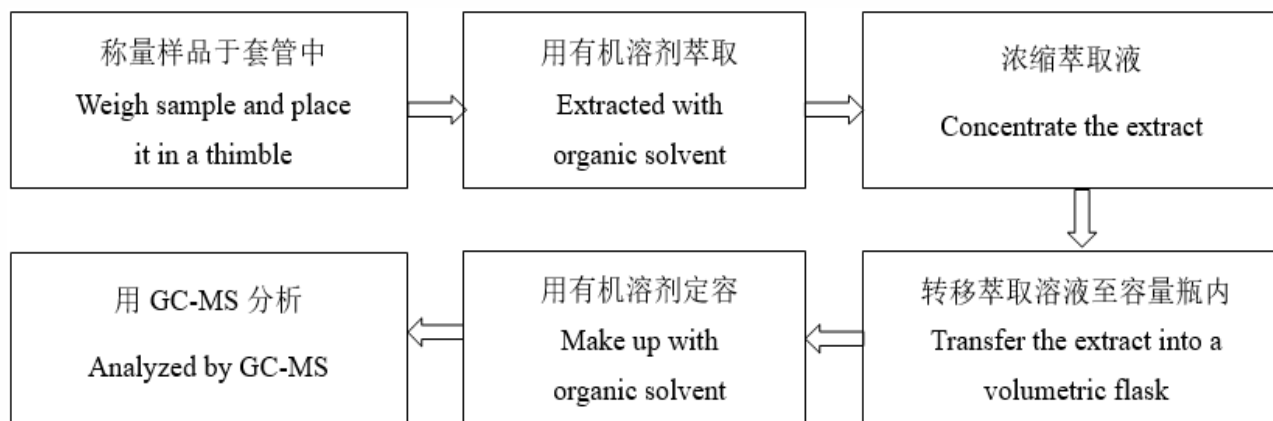 称量样品于套管中
Weigh sample and place
it in a thimble
用有机溶剂萃取
Extracted with
organic solvent
浓缩萃取液
Concentrate the extract
转移萃取溶液至容量瓶内
Transfer the extract into a
volumetric flask
用有机溶剂定容
Make up with
organic solvent
用 GC-MS 分析
Analyzed by GC-MS